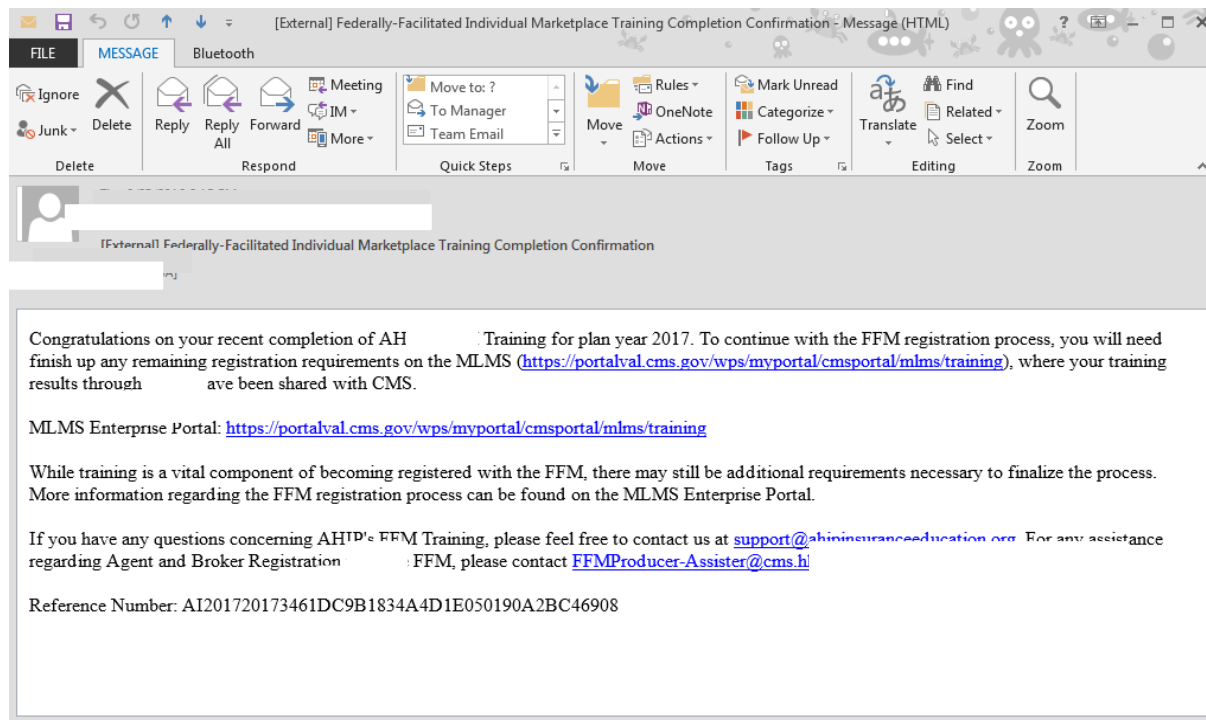 [External] Federally-Facilitated Individual Marketplace Training Completion Confirmation - Message (HTML)
FILE MESSAGE Bluetooth
Ignore Meeting Move to: ? Rules Mark Unread Find
To Manager OneNote Categorize Related
Junk Delete Reply Reply All Forward IM More Team Email Move Actions Follow Up Translate Select Zoom
Delete Respond Quick Steps Move Tags Editing Zoom
[External] Federally-Facilitated Individual Marketplace Training Completion Confirmation
Congratulations on your recent completion of AH Training for plan year 2017. To continue with the FFM registration process, you will need
finish up any remaining registration requirements on the MLMS (https://portalval.cms.gov/wps/myportal/cmsportal/mlms/training), where your training
results through ave been shared with CMS.
MLMS Enterprise Portal: https://portalval.cms.gov/wps/myportal/cmsportal/mlms/training
While training is a vital component of becoming registered with the FFM, there may still be additional requirements necessary to finalize the process.
More information regarding the FFM registration process can be found on the MLMS Enterprise Portal.
If you have any questions concerning AHIP's FFM Training, please feel free to contact us at support@ahipinsuranceeducation.org. For any assistance
regarding Agent and Broker Registration FFM, please contact FFMProducer-Assister@cms.h
Reference Number: AI201720173461DC9B1834A4D1E050190A2BC46908